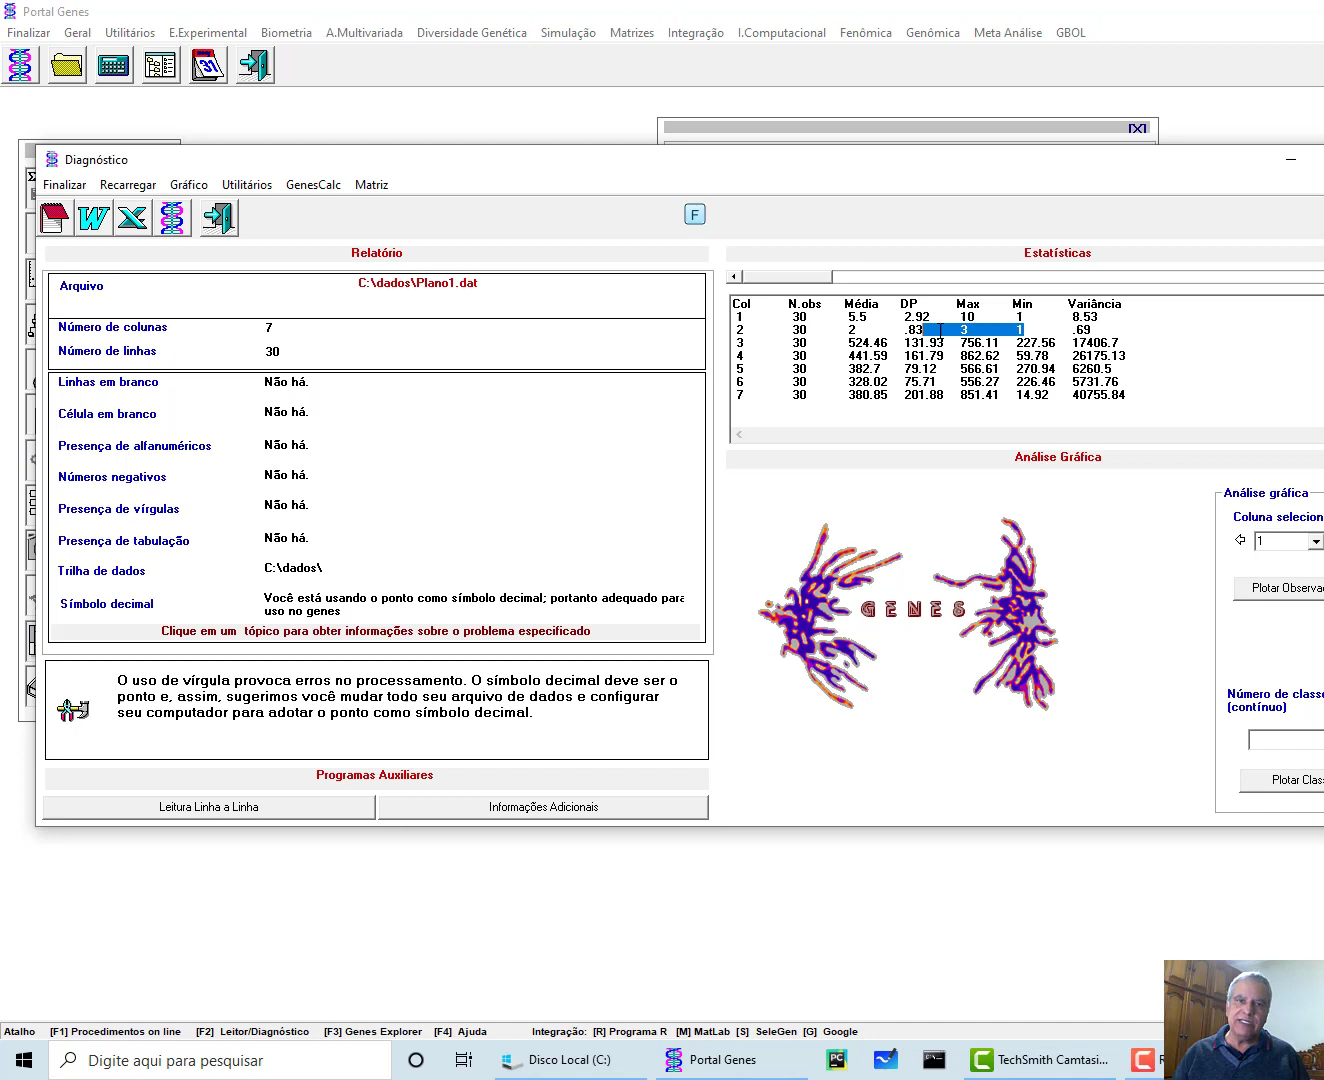 Portal Genes
Finalizar Geral Utilitários E.Experimental Biometria A.Multivariada Diversidade Genética Simulação Matrizes Integração I.Computacional Fenômica Genômica Meta Análise GBOL
31
[X]
Diagnóstico
Finalizar Recarregar Gráfico Utilitários GenesCalc Matriz
W X F
Relatório
Arquivo C:\dados\Plano1.dat
Número de colunas 7
Número de linhas 30
Linhas em branco Não há.
Célula em branco Não há.
Presença de alfanuméricos Não há.
Números negativos Não há.
Presença de vírgulas Não há.
Presença de tabulação Não há.
Trilha de dados C:\dados\
Símbolo decimal Você está usando o ponto como símbolo decimal; portanto adequado para
uso no genes
Clique em um tópico para obter informações sobre o problema especificado
O uso de vírgula provoca erros no processamento. O símbolo decimal deve ser o
ponto e, assim, sugerimos você mudar todo seu arquivo de dados e configurar
seu computador para adotar o ponto como símbolo decimal.
Programas Auxiliares
Leitura Linha a Linha Informações Adicionais
Estatísticas
Col N.obs Média DP Max Min Variância
1 30 5.5 2.92 10 1 8.53
2 30 2 .83 3 1 .69
3 30 524.46 131.93 756.11 227.56 17406.7
4 30 441.59 161.79 862.62 59.78 26175.13
5 30 382.7 79.12 566.61 270.94 6260.5
6 30 328.02 75.71 556.27 226.46 5731.76
7 30 380.85 201.88 851.41 14.92 40755.84
Análise Gráfica
GENES
Análise gráfica
Coluna selecion
1
Plotar Observa
Número de class
(contínuo)
Plotar Clas
Atalho [F1] Procedimentos on line [F2] Leitor/Diagnóstico [F3] Genes Explorer [F4] Ajuda Integração: [R] Programa R [M] MatLab [S] SeleGen [G] Google
Digite aqui para pesquisar Disco Local (C:) Portal Genes PC TechSmith Camtasi...